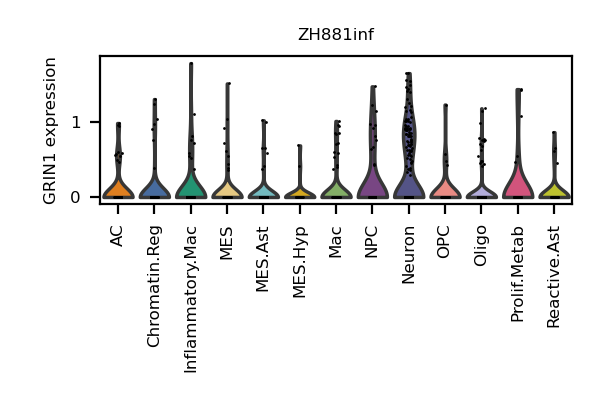 ZH881inf
GRIN1 expression
1
0
AC
Chromatin.Reg
Inflammatory.Mac
MES
MES.Ast
MES.Hyp
Mac
NPC
Neuron
OPC
Oligo
Prolif.Metab
Reactive.Ast